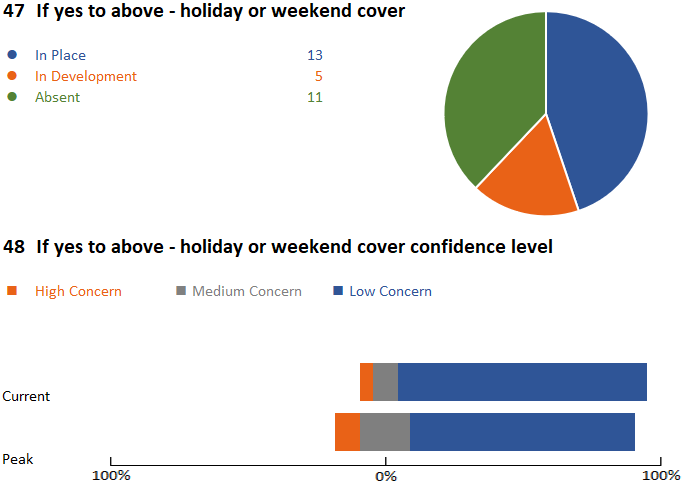 47 If yes to above - holiday or weekend cover
In Place 13
In Development 5
Absent 11
48 If yes to above - holiday or weekend cover confidence level
High Concern Medium Concern Low Concern
Current
Peak
100% 0% 100%